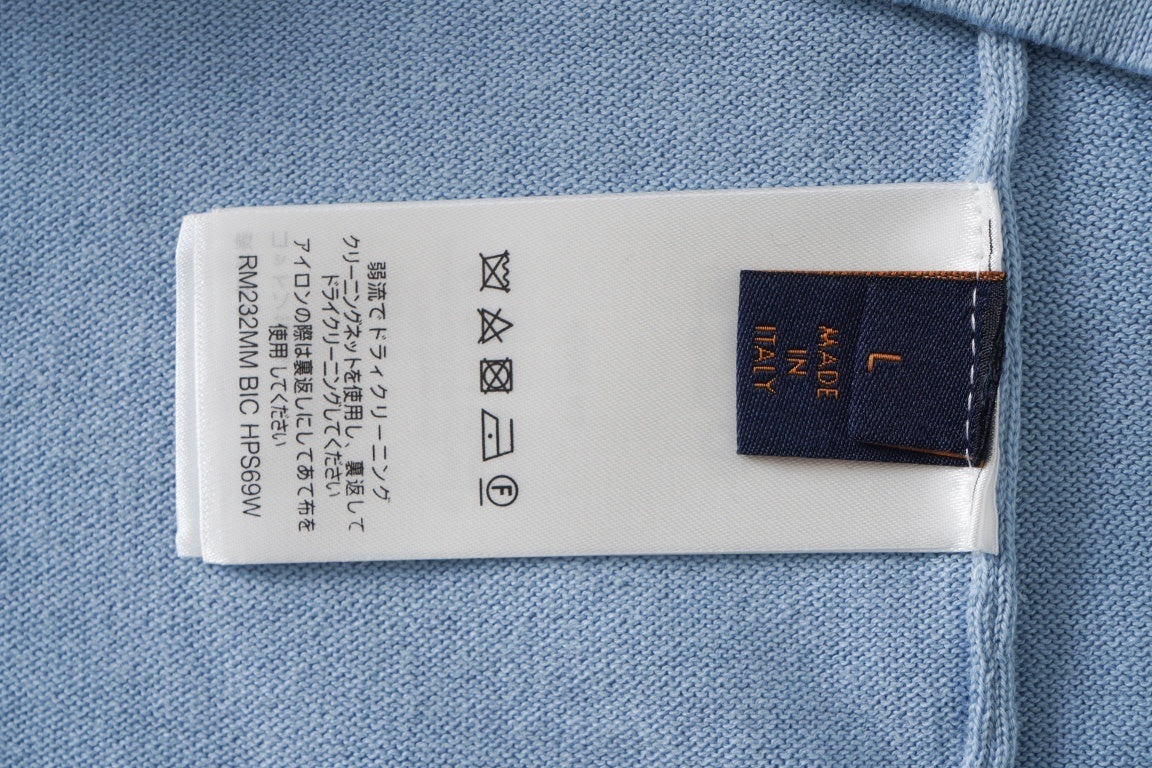 L
MADE
IN
ITALY
F
弱流でドライクリーニング
クリーニングネットを使用し、裏返して
ドライクリーニングしてください
アイロンの際は裏返しにしてあて布を
使用してください
RM232MM BIC HPS69W